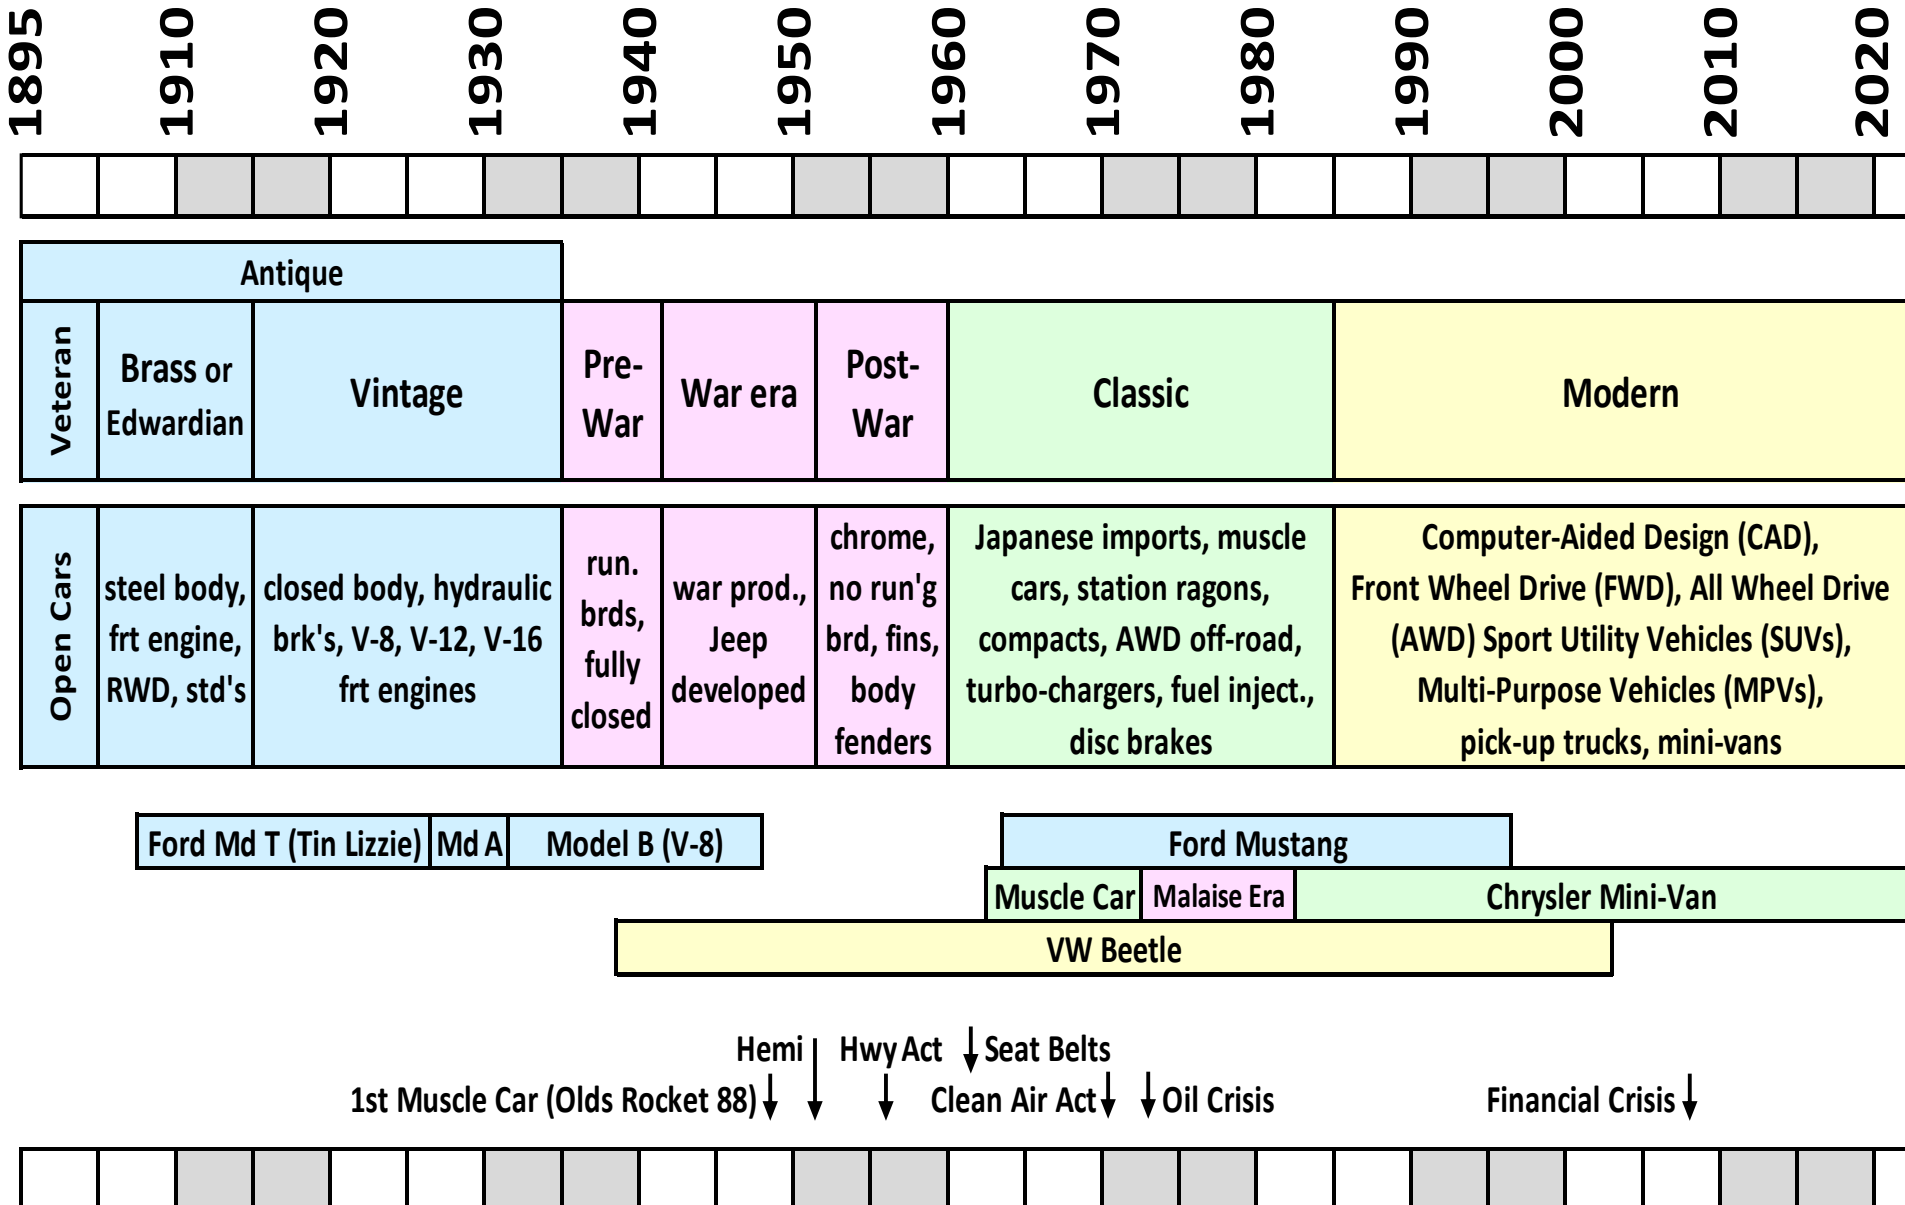 1895 1910 1920 1930 1940 1950 1960 1970 1980 1990 2000 2010 2020
Antique
Veteran
Brass or
Edwardian
Vintage
Pre-
War
War era
Post-
War
Classic
Modern
Open Cars
steel body,
frt engine,
RWD, std's
closed body, hydraulic
brk's, V-8, V-12, V-16
frt engines
run.
brds,
fully
closed
war prod.,
Jeep
developed
chrome,
no run'g
brd, fins,
body
fenders
Japanese imports, muscle
cars, station ragons,
compacts, AWD off-road,
turbo-chargers, fuel inject.,
disc brakes
Computer-Aided Design (CAD),
Front Wheel Drive (FWD), All Wheel Drive
(AWD) Sport Utility Vehicles (SUVs),
Multi-Purpose Vehicles (MPVs),
pick-up trucks, mini-vans
Ford Md T (Tin Lizzie) Md A Model B (V-8) Ford Mustang
Muscle Car Malaise Era Chrysler Mini-Van
VW Beetle
Hemi Hwy Act Seat Belts
1st Muscle Car (Olds Rocket 88) Clean Air Act Oil Crisis Financial Crisis